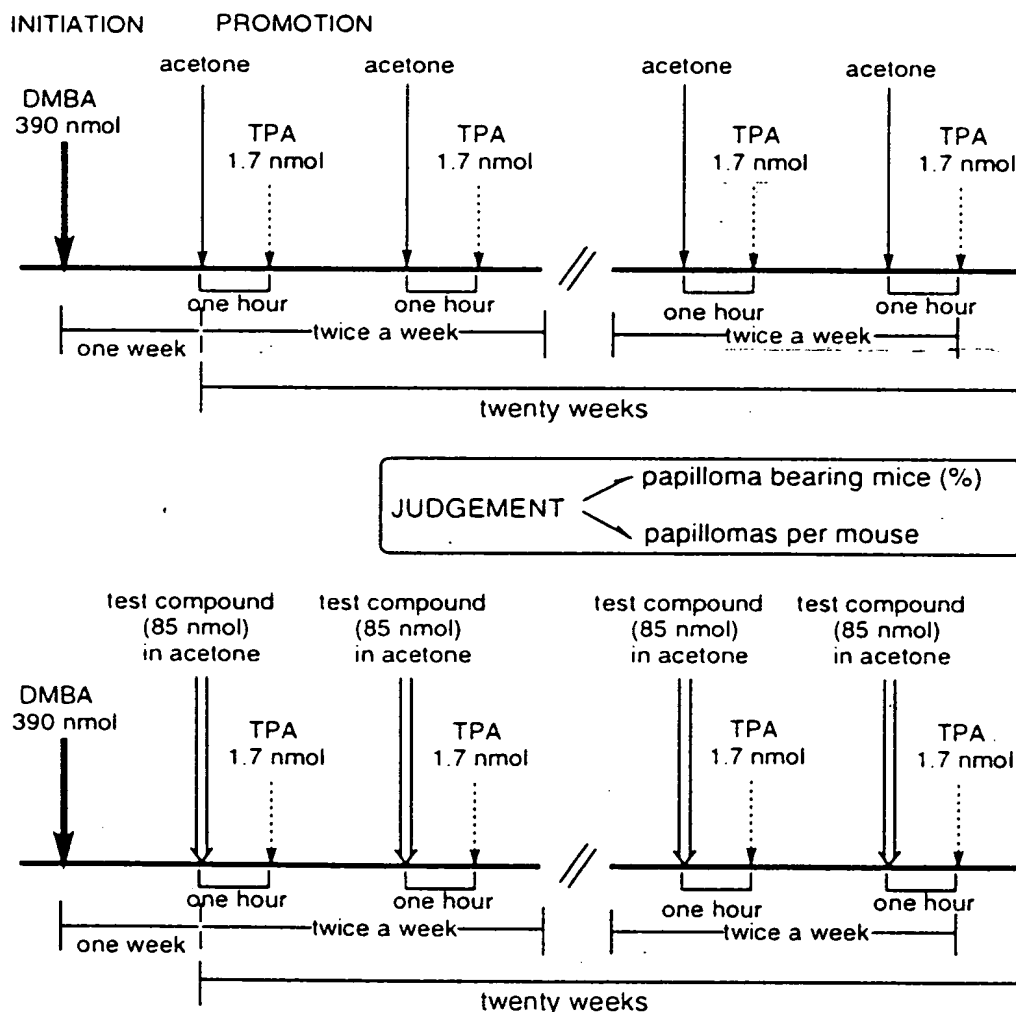 INITIATION PROMOTION
acetone acetone acetone acetone
DMBA
390 nmol
TPA TPA TPA TPA
1.7 nmol 1.7 nmol 1.7 nmol 1.7 nmol
one hour one hour one hour one hour
one week twice a week twice a week
twenty weeks
JUDGEMENT
papilloma bearing mice (%)
papillomas per mouse
test compound test compound test compound test compound
(85 nmol) (85 nmol) (85 nmol) (85 nmol)
in acetone in acetone in acetone in acetone
DMBA
390 nmol
TPA TPA TPA TPA
1.7 nmol 1.7 nmol 1.7 nmol 1.7 nmol
one hour one hour one hour one hour
one week twice a week twice a week
twenty weeks